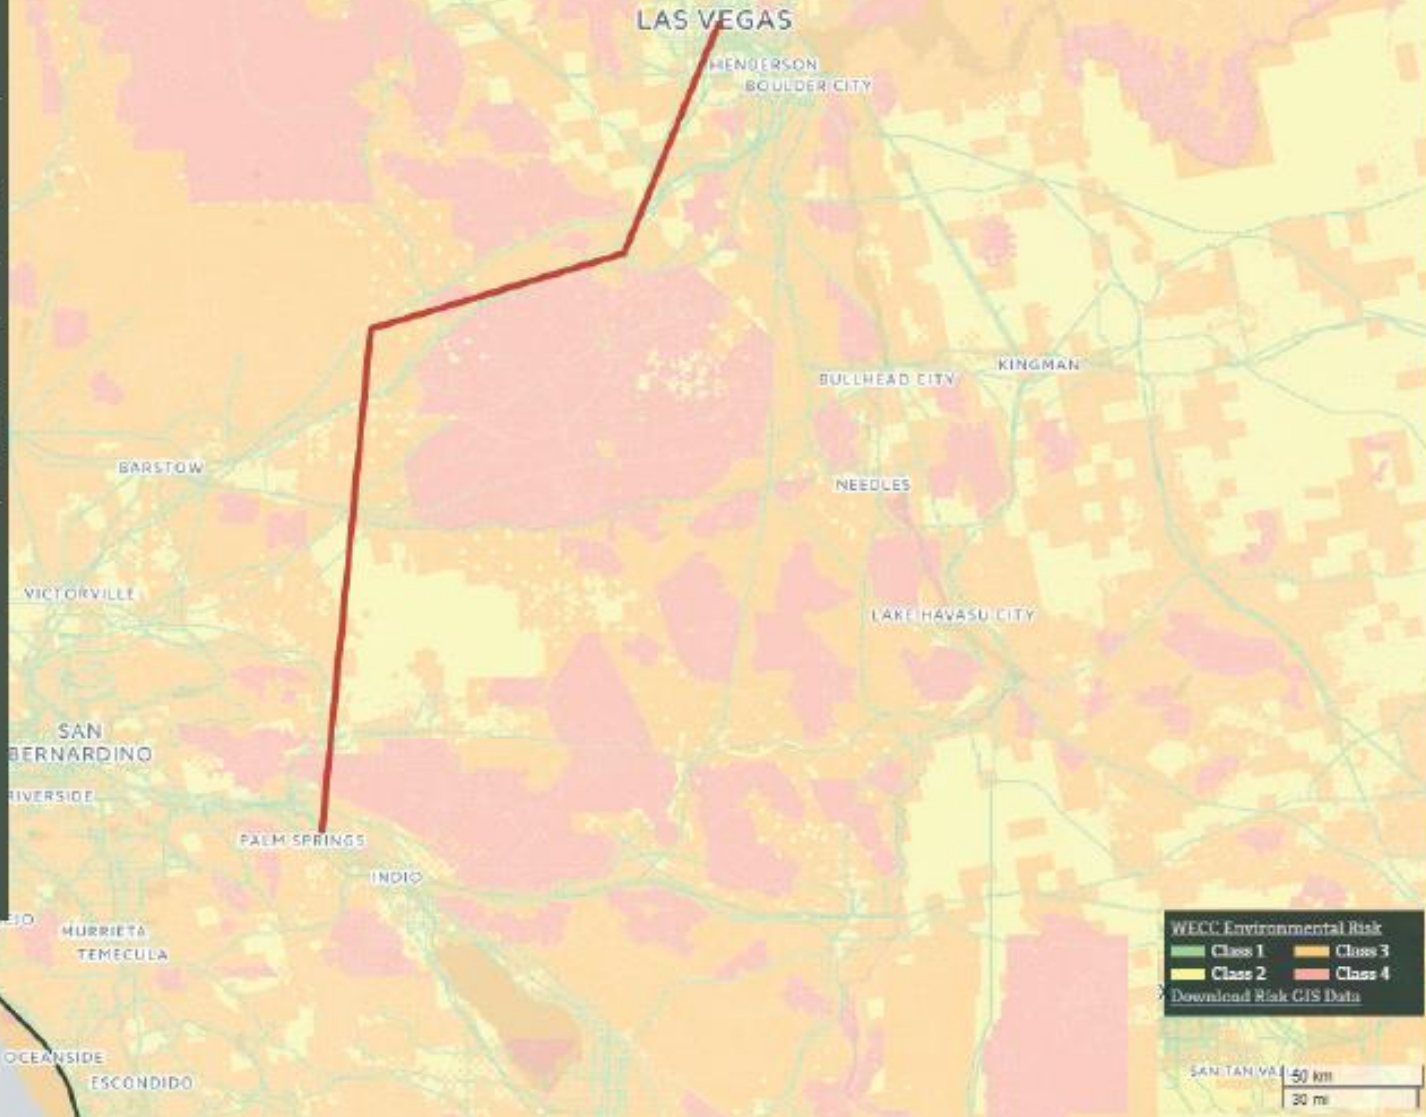 LAS VEGAS
HENDERSON
BOULDER CITY
KINGMAN
BULLHEAD CITY
BARSTOW
NEEDLES
VICTORVILLE
LAKE HAVASU CITY
SAN
BERNARDINO
RIVERSIDE
PALM SPRINGS
INDIO
MURRIETA
TEMECULA
WECC Environmental Risk
Class 1 Class 3
Class 2 Class 4
Download Risk GIS Data
OCEANSIDE
SAN TAN
50 km
ESCONDIDO
30 mi